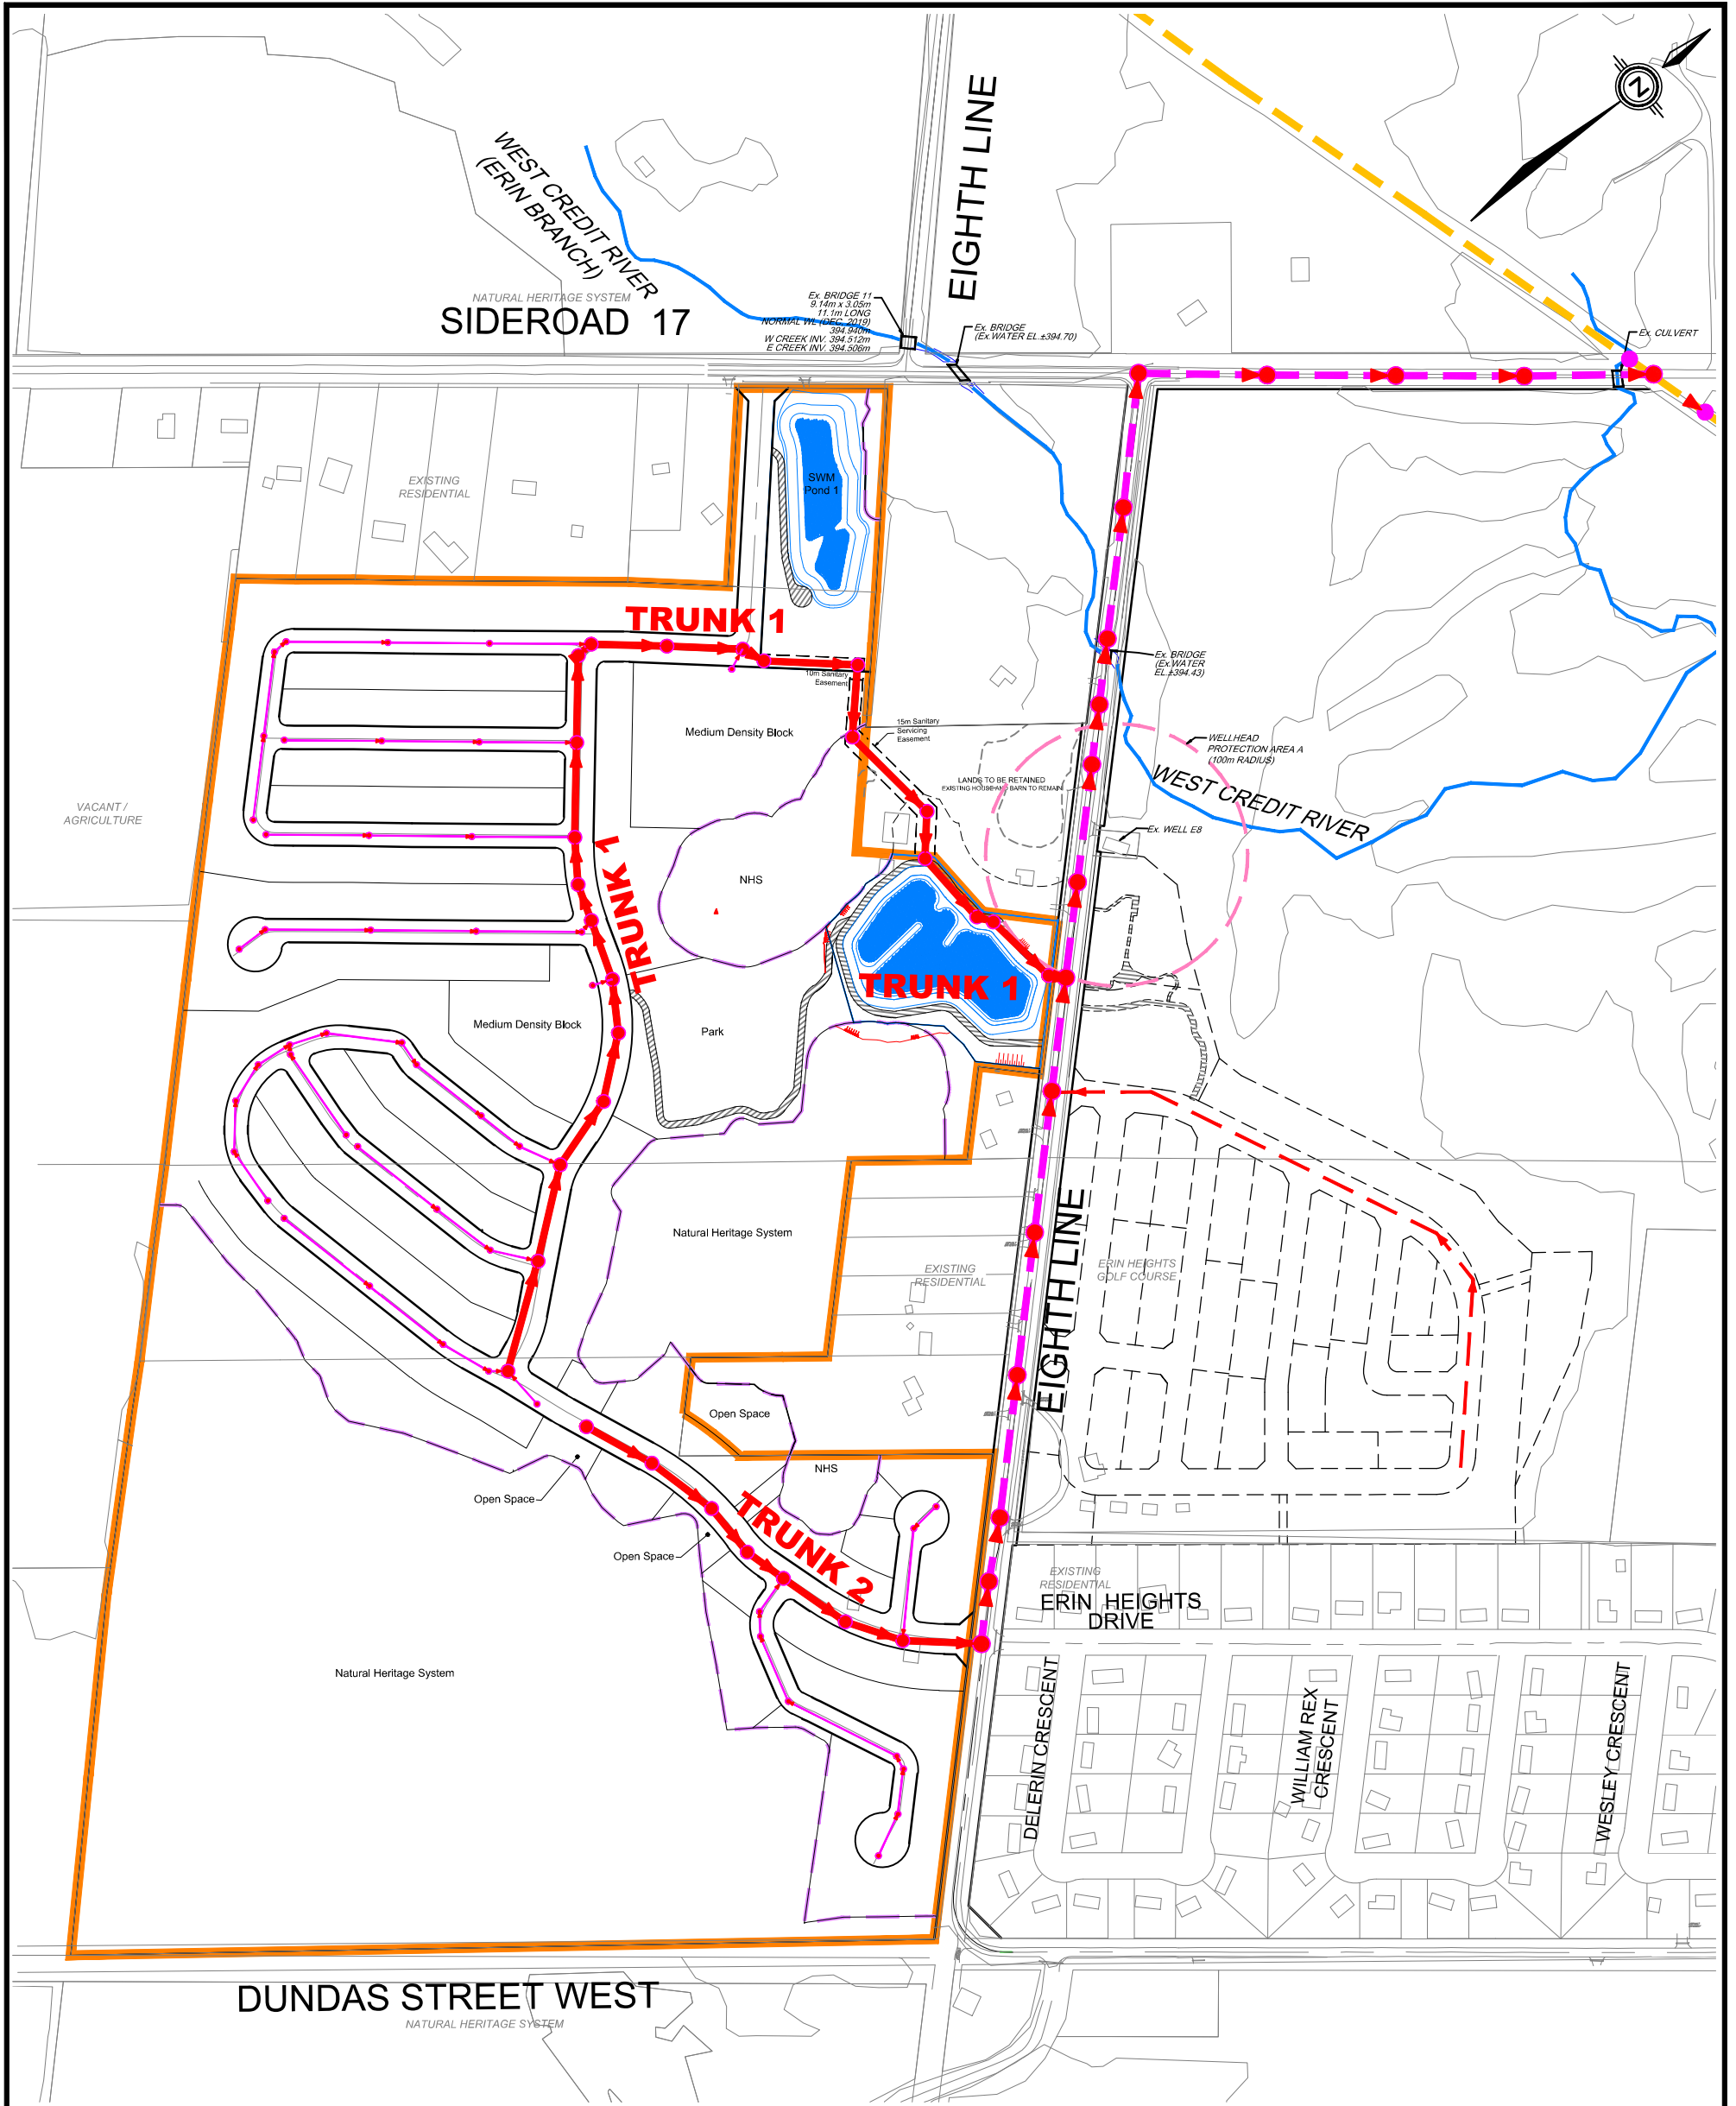 WEST CREDIT RIVER
(ERIN BRANCH)
EIGHTH LINE
N
NATURAL HERITAGE SYSTEM
SIDEROAD 17
Ex. BRIDGE 11
9.14m x 3.05m
11.1m LONG
NORMAL WL (DEC. 2019)
394.940m
W CREEK INV. 394.512m
E CREEK INV. 394.506m
Ex. BRIDGE
(Ex.WATER EL.±394.70)
Ex. CULVERT
EXISTING
RESIDENTIAL
SWM
Pond 1
TRUNK 1
10m Sanitary
Easement
Ex. BRIDGE
(Ex.WATER
EL.±394.43)
Medium Density Block
15m Sanitary
Servicing
Easement
WELLHEAD
PROTECTION AREA A
(100m RADIUS)
LANDS TO BE RETAINED
EXISTING HOUSE AND BARN TO REMAIN
WEST CREDIT RIVER
VACANT /
AGRICULTURE
Ex. WELL E8
TRUNK 1
NHS
TRUNK 1
Medium Density Block
Park
Natural Heritage System
EXISTING
RESIDENTIAL
EIGHTH LINE
ERIN HEIGHTS
GOLF COURSE
Open Space
NHS
Open Space
TRUNK 2
Open Space
EXISTING
RESIDENTIAL
ERIN HEIGHTS
DRIVE
Natural Heritage System
DELERIN CRESCENT
WILLIAM REX
CRESCENT
WESLEY CRESCENT
DUNDAS STREET WEST
NATURAL HERITAGE SYSTEM